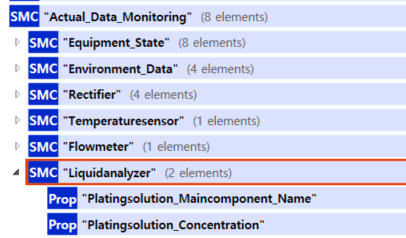 SMC "Actual_Data_Monitoring" (8 elements)
SMC "Equipment_State" (8 elements)
SMC "Environment_Data" (4 elements)
SMC "Rectifier" (4 elements)
SMC "Temperaturesensor" (1 elements)
SMC "Flowmeter" (1 elements)
SMC "Liquidanalyzer" (2 elements)
Prop "Platingsolution_Maincomponent_Name"
Prop "Platingsolution_Concentration"